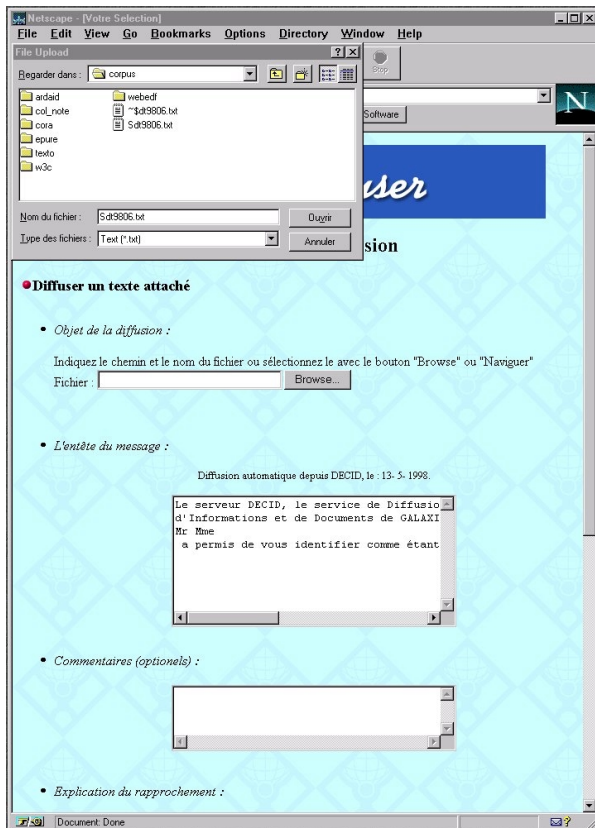 Netscape - [Votre Selection]
File Edit View Go Bookmarks Options Directory Window Help
File Upload
Regarder dans : corpus
Stop
ardaid
col_note
cora
epure
texto
w3c
webedf
~$dt9806.txt
Sdt9806.txt
Software
N
Nom du fichier : Sdt9806.txt Ouvrir
Type des fichiers : Text (*.txt) Annuler
user
sion
Diffuser un texte attaché
• Objet de la diffusion :
Indiquez le chemin et le nom du fichier ou sélectionnez le avec le bouton "Browse" ou "Naviguer"
Fichier : Browse...
• L'entête du message :
Diffusion automatique depuis DECID, le : 13- 5- 1998.
Le serveur DECID, le service de Diffusio
d'Informations et de Documents de GALAXI
Mr Mme
a permis de vous identifier comme étant
• Commentaires (optionels) :
• Explication du rapprochement :
Document: Done